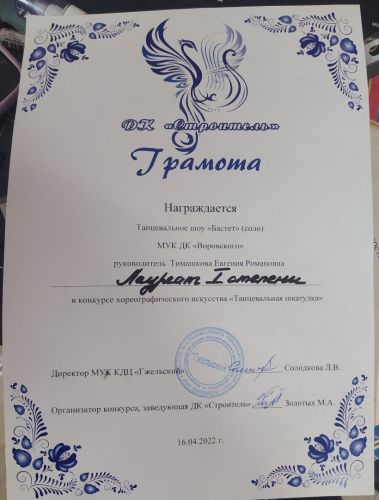 ДК «Строитель»
Грамота
Награждается
Танцевальное шоу «Бастет» (соло)
МУК ДК «Воровского»
руководитель Тимашкова Евгения Романовна
Лауреат I степени
в конкурсе хореографического искусства «Танцевальная шкатулка»
Директор МУК КДЦ «Гжельский» Солодкова Л.В.
Организатор конкурса, заведующая ДК «Строитель» Золотых М.А.
16.04.2022 г.